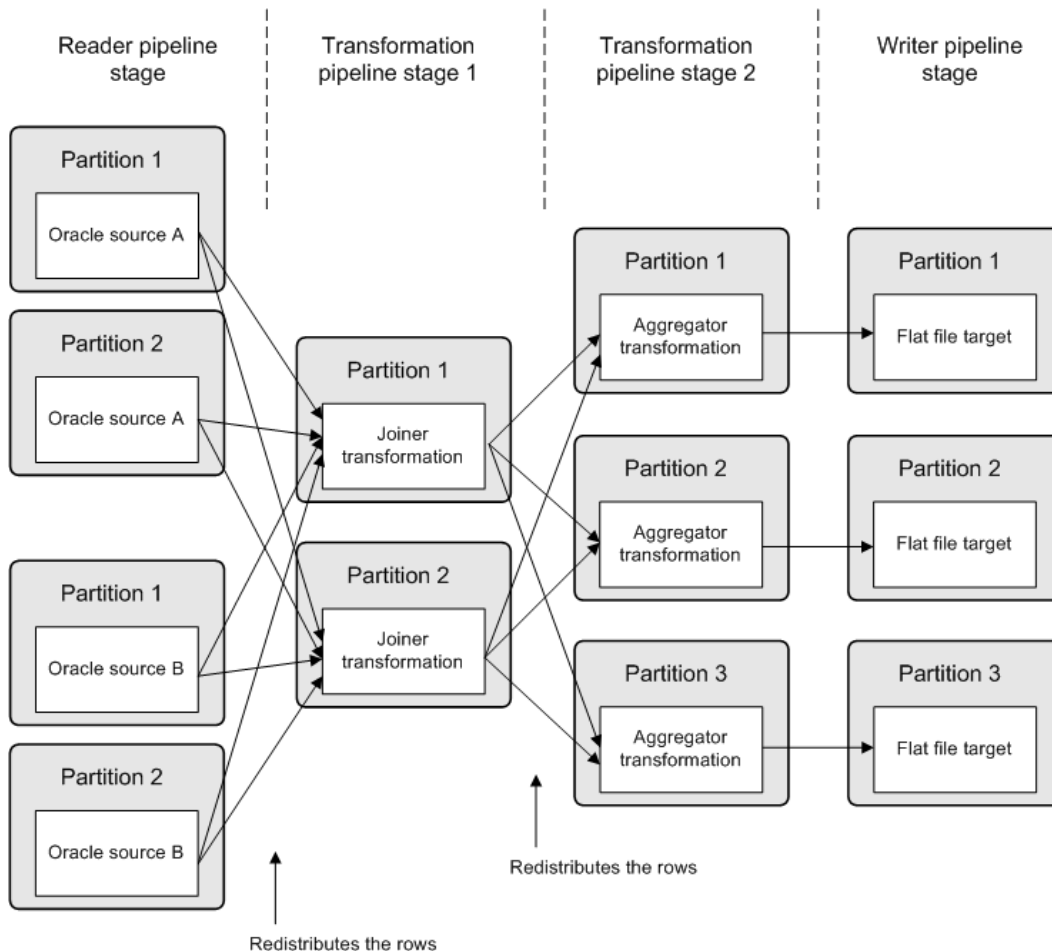 Reader pipeline
stage
Transformation
pipeline stage 1
Transformation
pipeline stage 2
Writer pipeline
stage
Partition 1
Oracle source A
Partition 2
Oracle source A
Partition 1
Oracle source B
Partition 2
Oracle source B
Partition 1
Joiner
transformation
Partition 2
Joiner
transformation
Partition 1
Aggregator
transformation
Partition 2
Aggregator
transformation
Partition 3
Aggregator
transformation
Partition 1
Flat file target
Partition 2
Flat file target
Partition 3
Flat file target
Redistributes the rows
Redistributes the rows